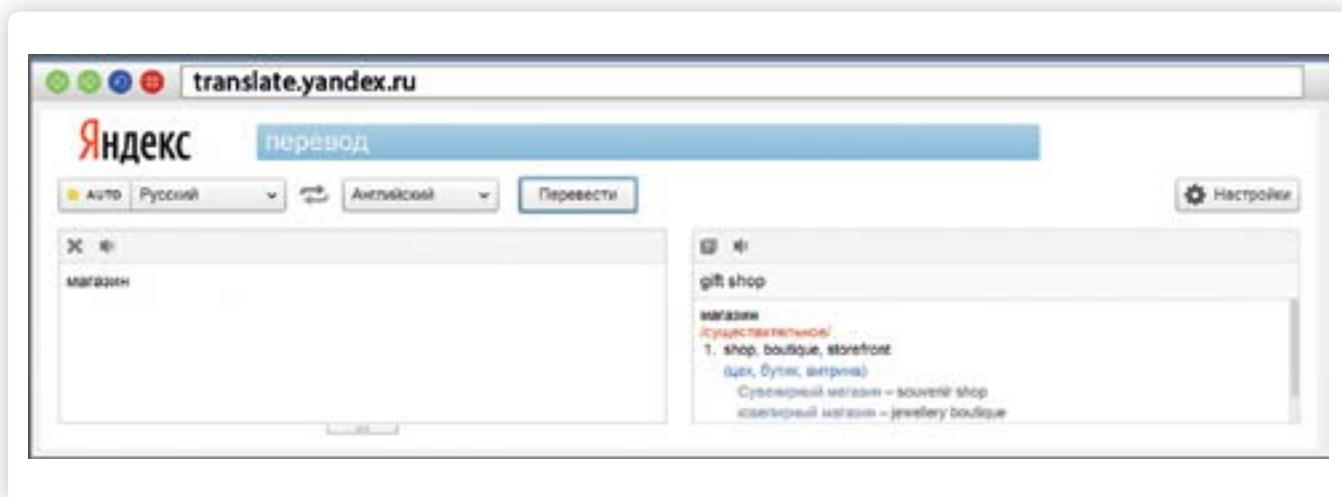 translate.yandex.ru
Яндекс
перевод
AUTO Русский Английский Перевести Настройки
магазин
gift shop
магазин
/существительное/
1. shop, boutique, storefront
(цех, бутик, витрина)
Сувенирный магазин – souvenir shop
ювелирный магазин – jewellery boutique